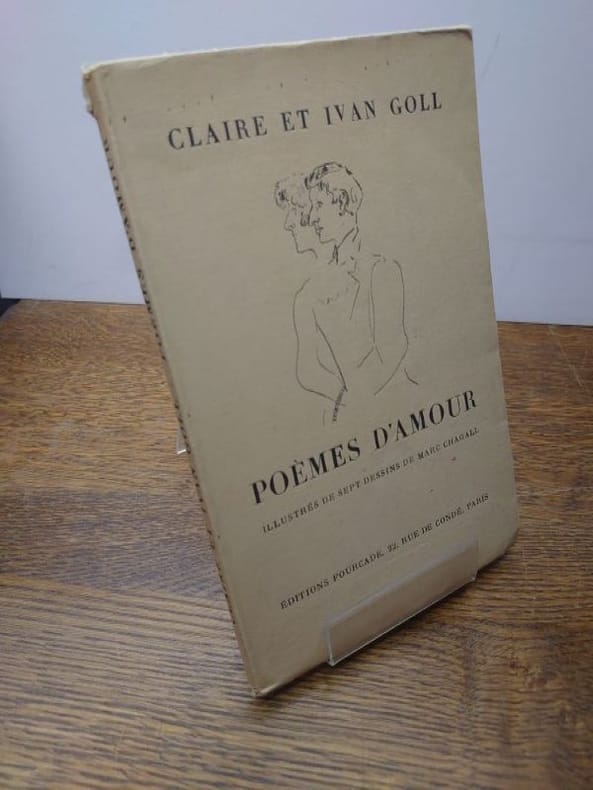 CLAIRE ET IVAN GOLL
POÈMES D'AMOUR
ILLUSTRÉS DE SEPT DESSINS DE MARC CHAGALL
EDITIONS FOURCADE, 22, RUE DE CONDÉ, PARIS